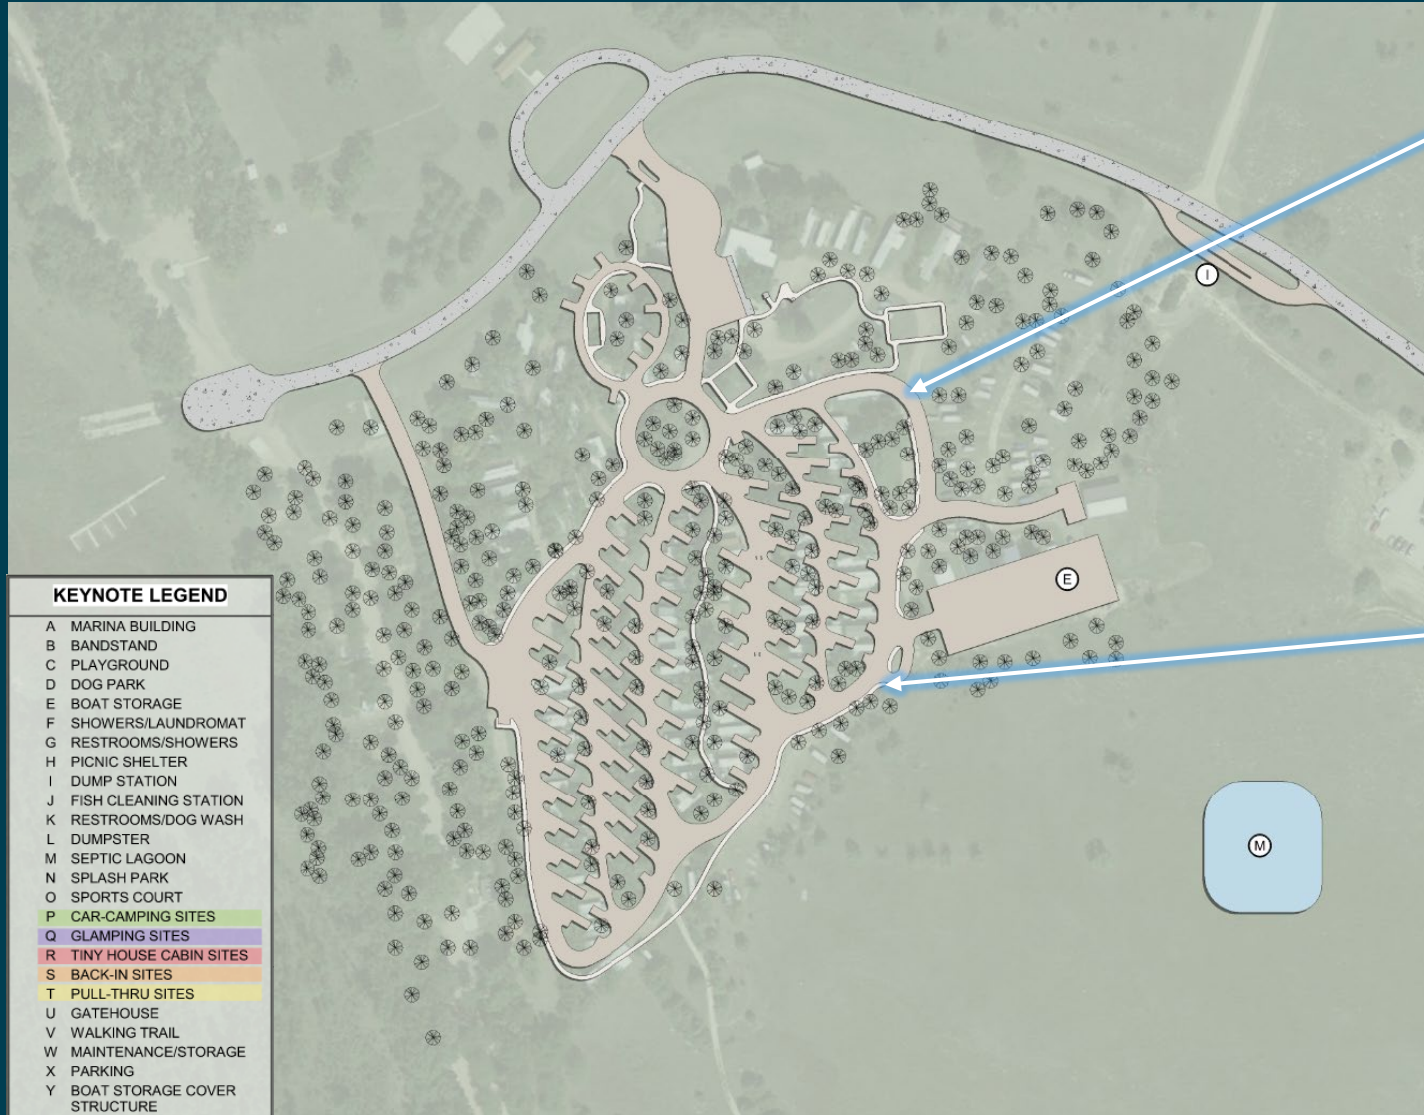 I
E
M
KEYNOTE LEGEND
A MARINA BUILDING
B BANDSTAND
C PLAYGROUND
D DOG PARK
E BOAT STORAGE
F SHOWERS/LAUNDROMAT
G RESTROOMS/SHOWERS
H PICNIC SHELTER
I DUMP STATION
J FISH CLEANING STATION
K RESTROOMS/DOG WASH
L DUMPSTER
M SEPTIC LAGOON
N SPLASH PARK
O SPORTS COURT
P CAR-CAMPING SITES
Q GLAMPING SITES
R TINY HOUSE CABIN SITES
S BACK-IN SITES
T PULL-THRU SITES
U GATEHOUSE
V WALKING TRAIL
W MAINTENANCE/STORAGE
X PARKING
Y BOAT STORAGE COVER
STRUCTURE